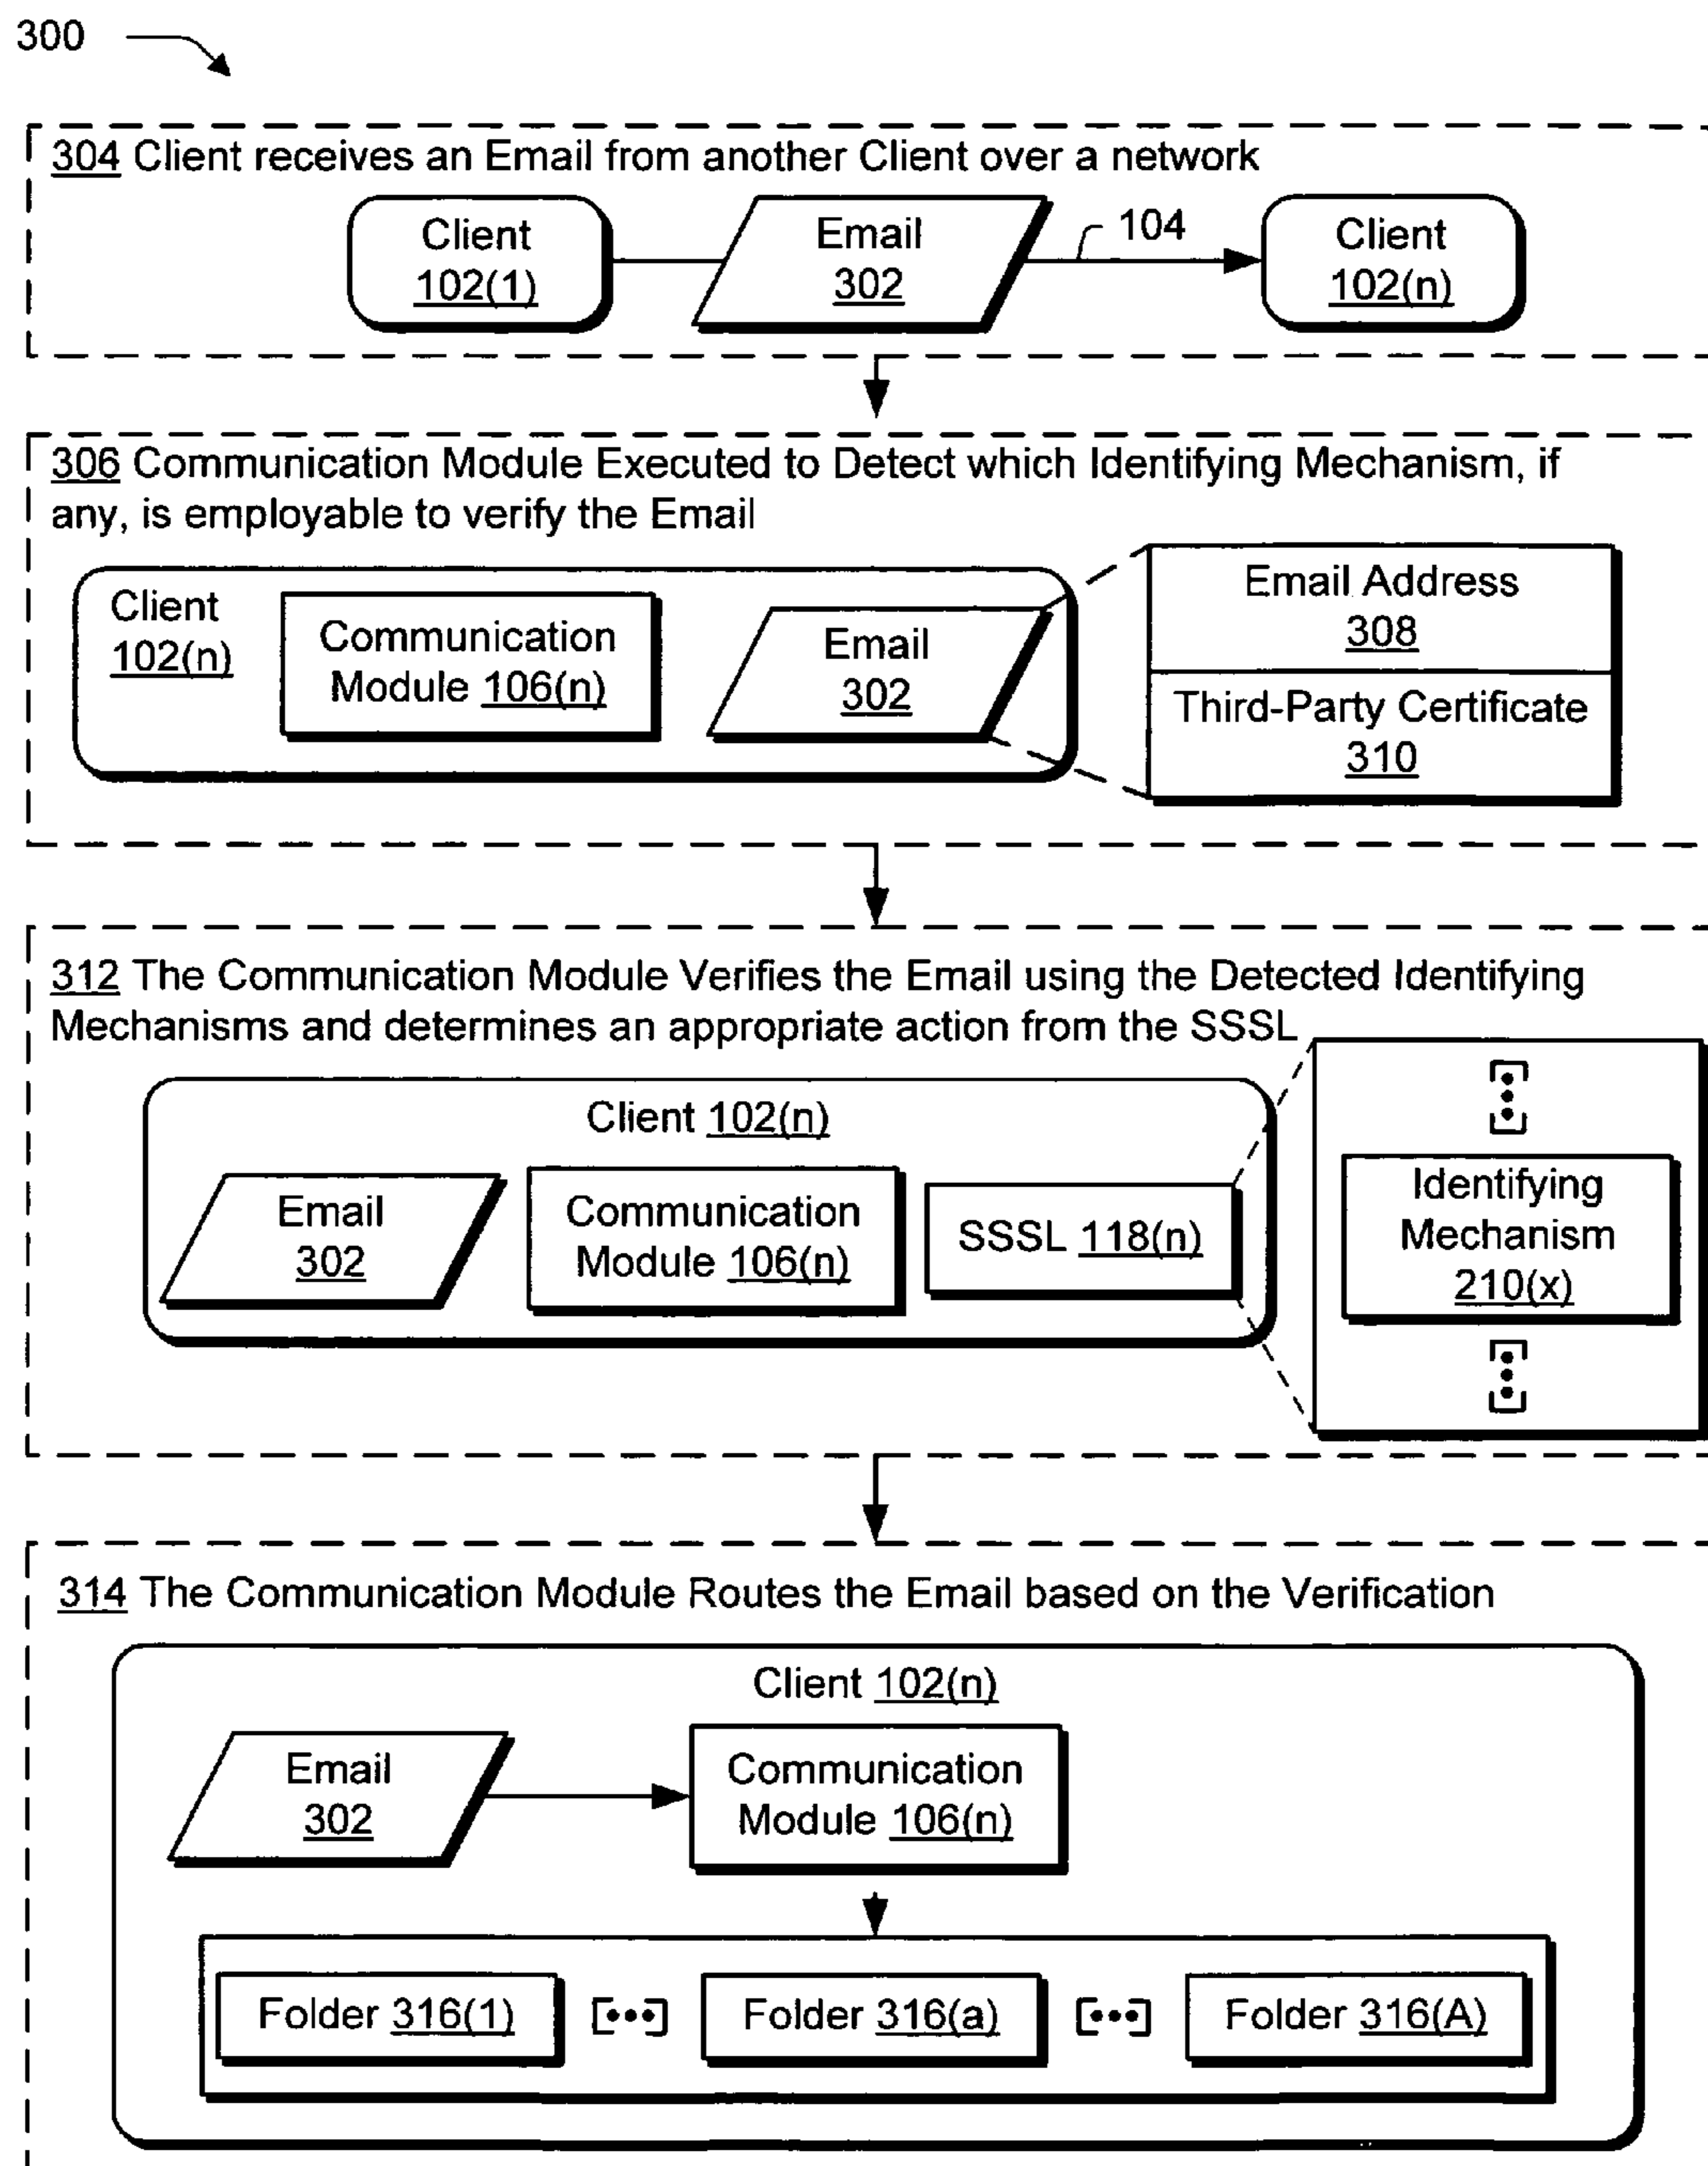 300
304 Client receives an Email from another Client over a network
Client
102(1)
Email
302
104
Client
102(n)
306 Communication Module Executed to Detect which Identifying Mechanism, if
any, is employable to verify the Email
Client
102(n)
Communication
Module 106(n)
Email
302
Email Address
308
Third-Party Certificate
310
312 The Communication Module Verifies the Email using the Detected Identifying
Mechanisms and determines an appropriate action from the SSSL
Client 102(n)
Email
302
Communication
Module 106(n)
SSSL 118(n)
Identifying
Mechanism
210(x)
314 The Communication Module Routes the Email based on the Verification
Client 102(n)
Email
302
Communication
Module 106(n)
Folder 316(1)
Folder 316(a)
Folder 316(A)